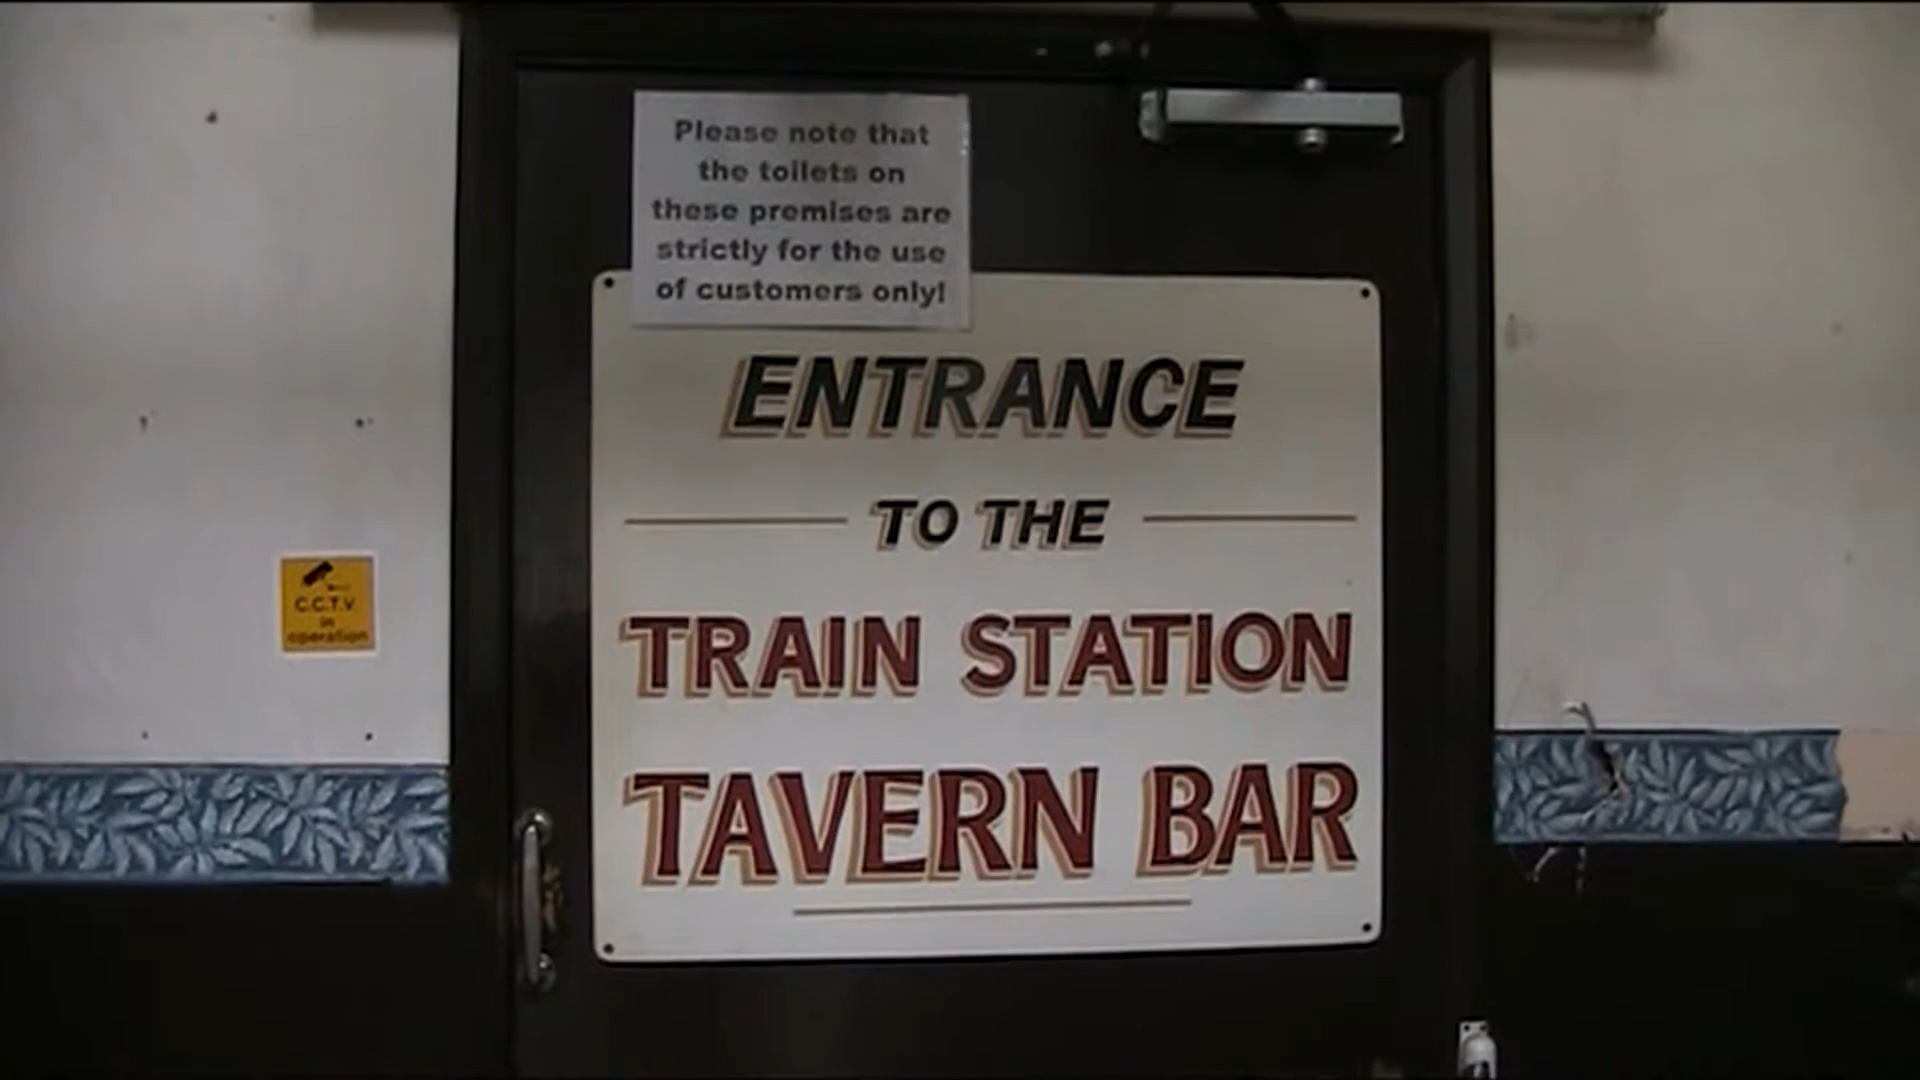 Please note that
the toilets on
these premises are
strictly for the use
of customers only!
ENTRANCE
TO THE
TRAIN STATION
TAVERN BAR
C.C.T.V.
in
operation